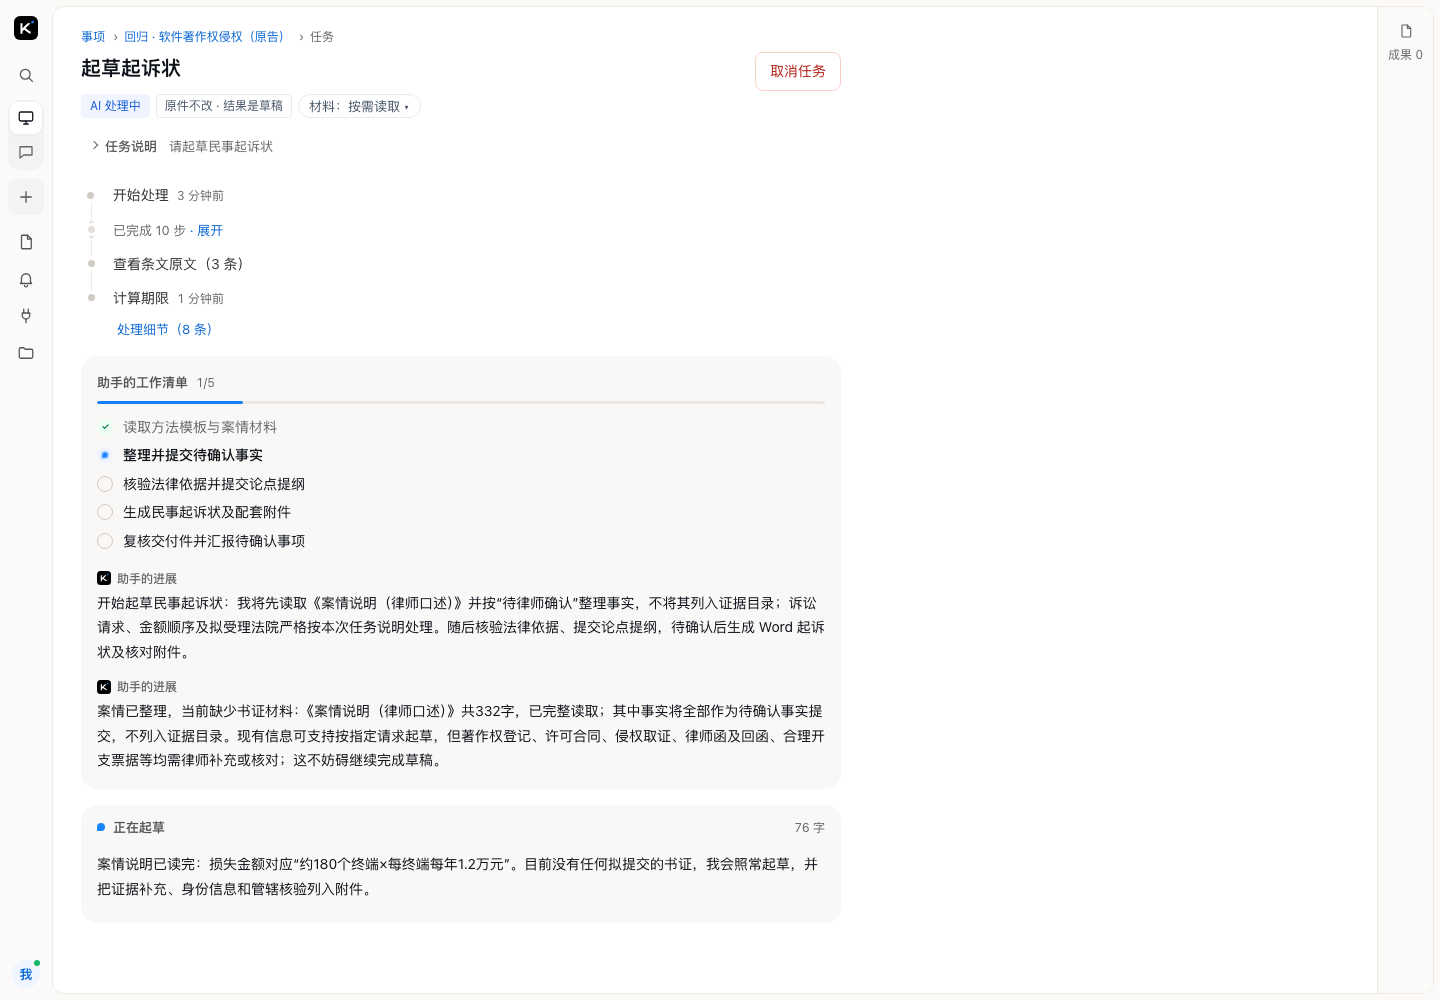 事项 › 回归 · 软件著作权侵权（原告） › 任务
起草起诉状
取消任务
AI 处理中
原件不改 · 结果是草稿
材料：按需读取 ▾
任务说明 请起草民事起诉状
开始处理 3 分钟前
已完成 10 步 · 展开
查看条文原文（3 条）
计算期限 1 分钟前
处理细节（8 条）
助手的工作清单 1/5
读取方法模板与案情材料
整理并提交待确认事实
核验法律依据并提交论点提纲
生成民事起诉状及配套附件
复核交付件并汇报待确认事项
助手的进展
开始起草民事起诉状：我将先读取《案情说明（律师口述）》并按“待律师确认”整理事实，不将其列入证据目录；诉讼
请求、金额顺序及拟受理法院严格按本次任务说明处理。随后核验法律依据、提交论点提纲，待确认后生成 Word 起诉
状及核对附件。
助手的进展
案情已整理，当前缺少书证材料：《案情说明（律师口述）》共332字，已完整读取；其中事实将全部作为待确认事实提
交，不列入证据目录。现有信息可支持按指定请求起草，但著作权登记、许可合同、侵权取证、律师函及回函、合理开
支票据等均需律师补充或核对；这不妨碍继续完成草稿。
正在起草
76 字
案情说明已读完：损失金额对应“约180个终端×每终端每年1.2万元”。目前没有任何拟提交的书证，我会照常起草，并
把证据补充、身份信息和管辖核验列入附件。
成果 0
我